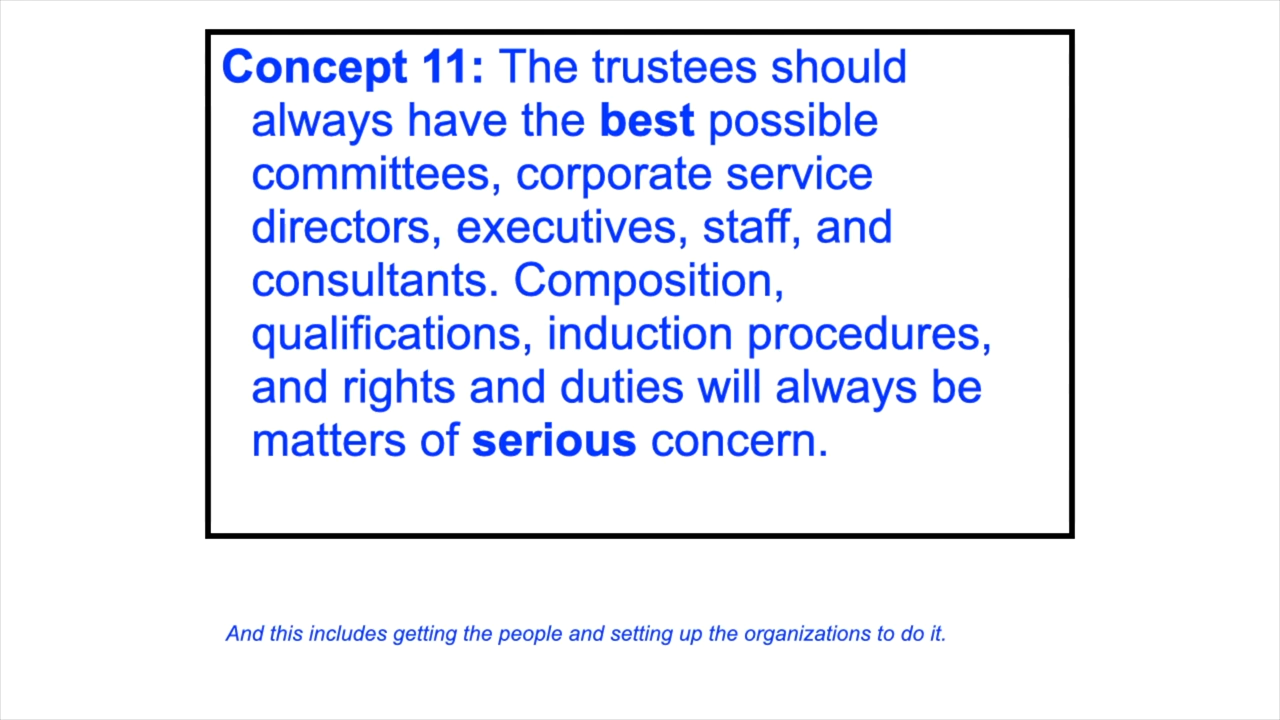 Concept 11: The trustees should
always have the best possible
committees, corporate service
directors, executives, staff, and
consultants. Composition,
qualifications, induction procedures,
and rights and duties will always be
matters of serious concern.
And this includes getting the people and setting up the organizations to do it.